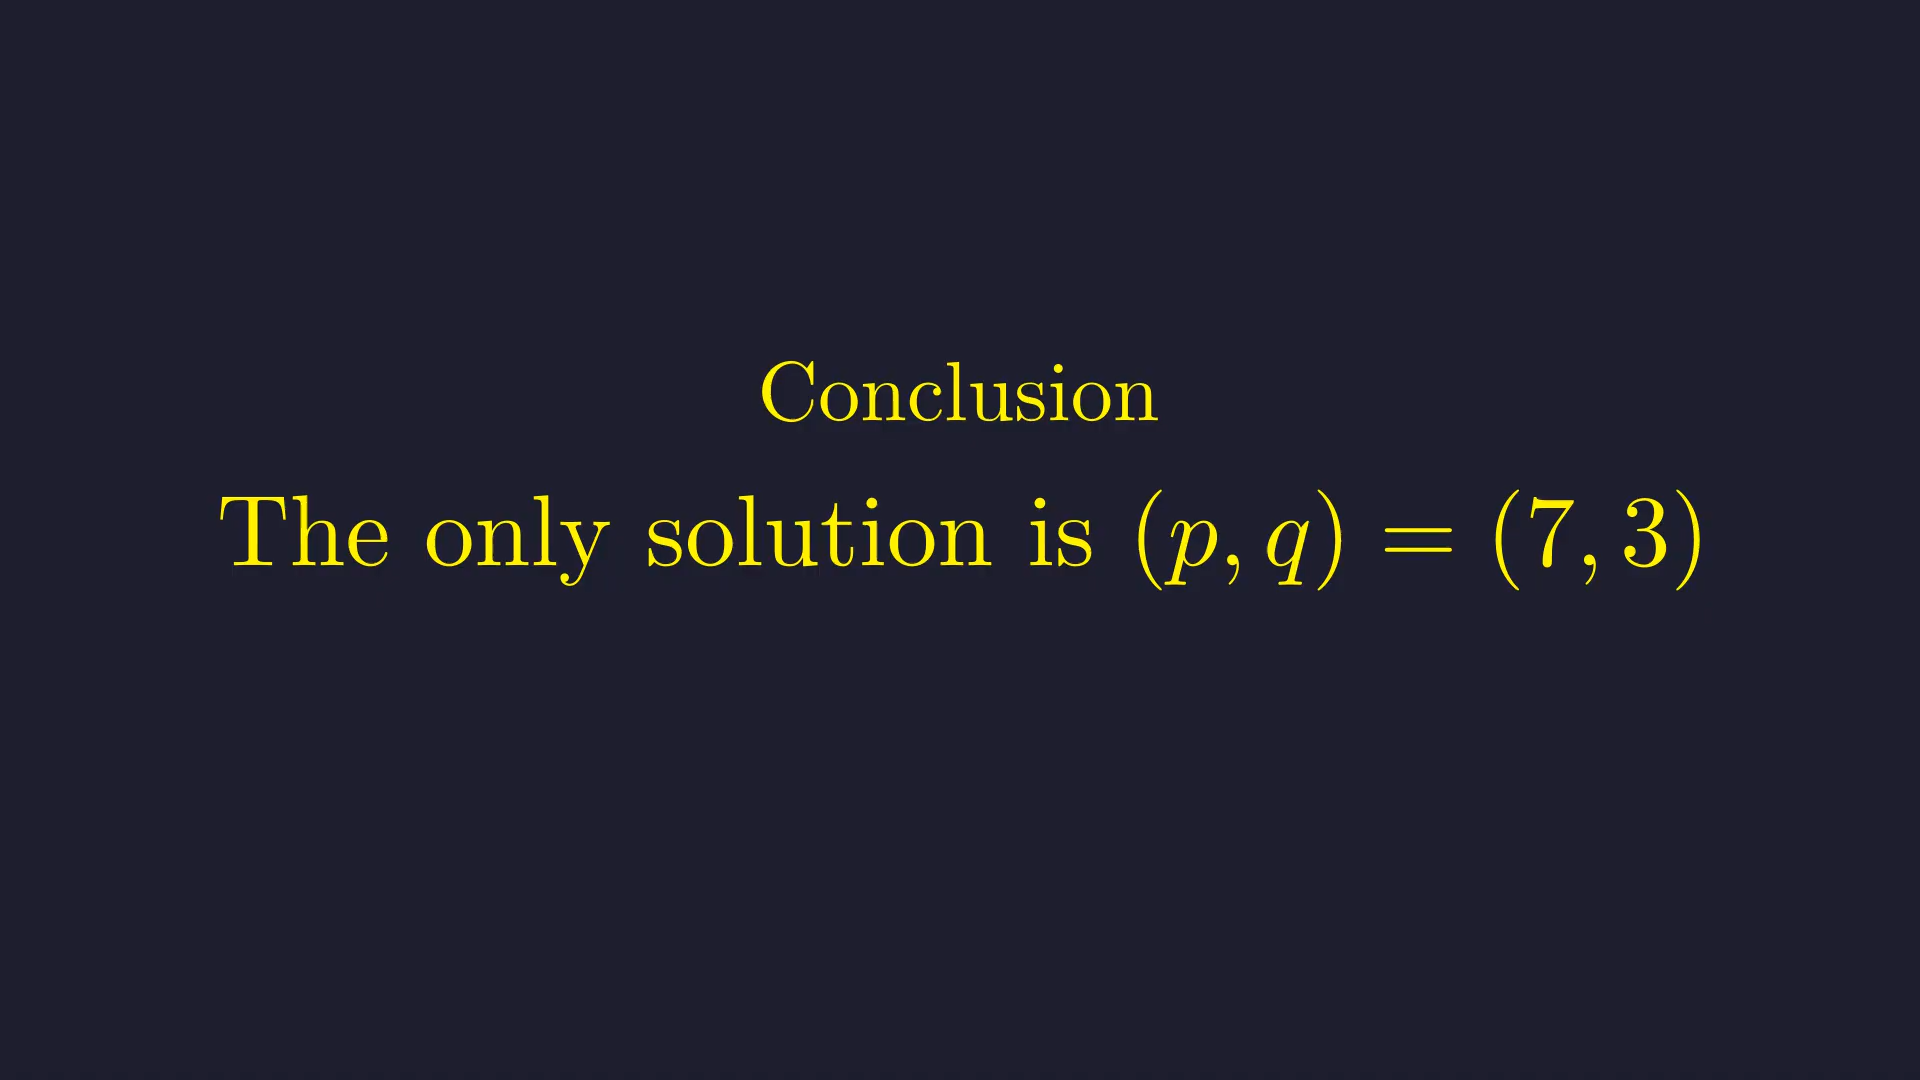 Conclusion
The only solution is (p, q) = (7, 3)